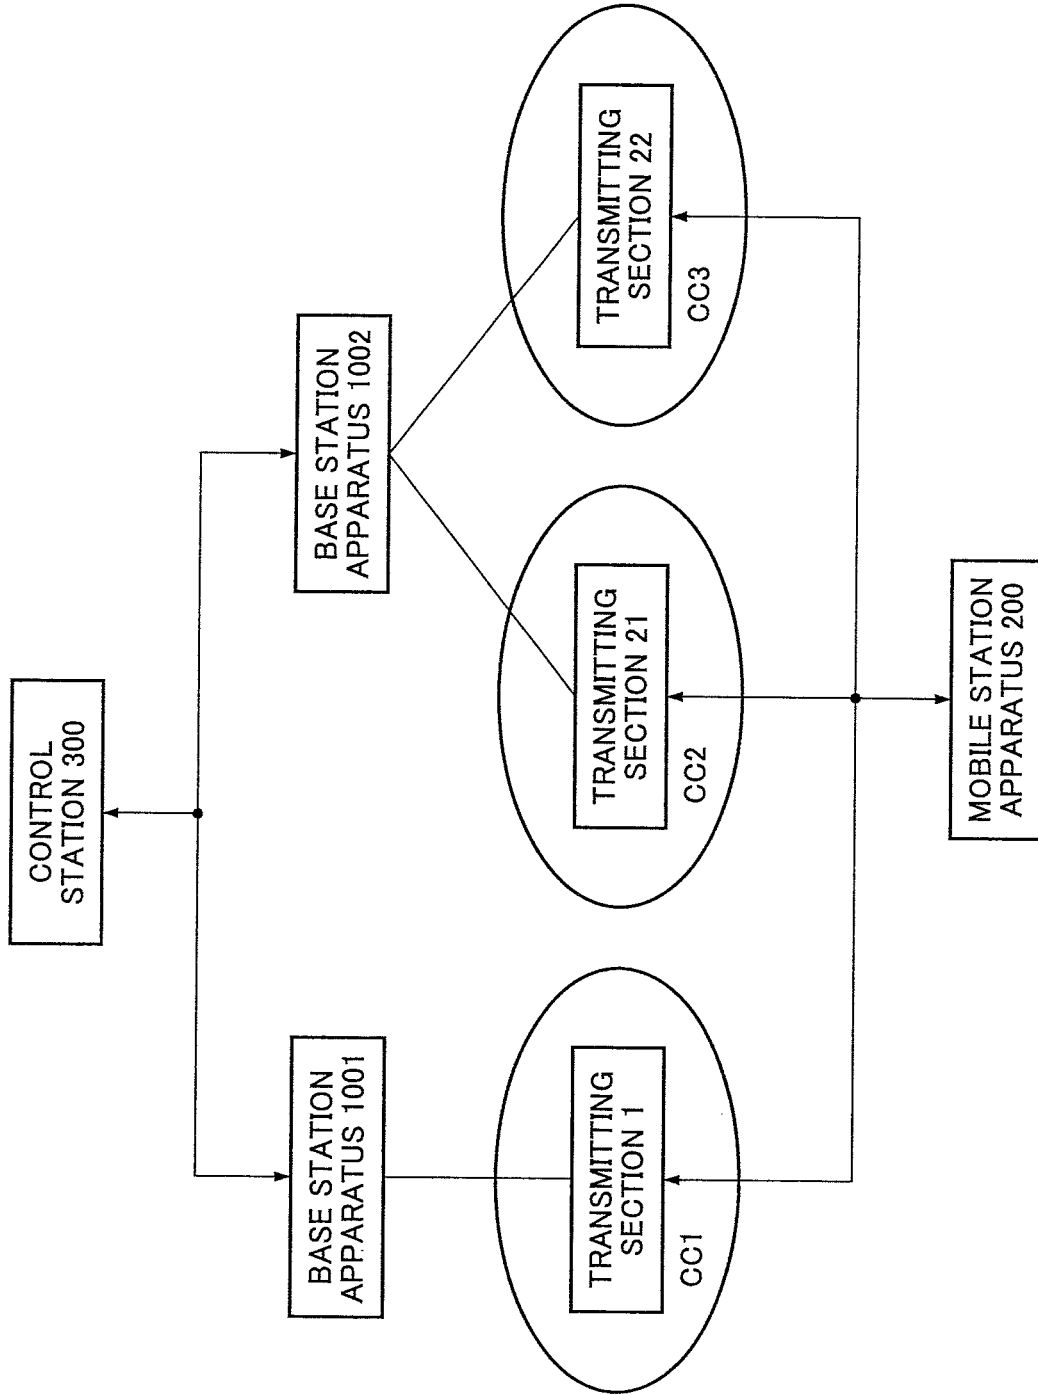 CONTROL
STATION 300
BASE STATION
APPARATUS 1001
BASE STATION
APPARATUS 1002
TRANSMITTING
SECTION 1
CC1
TRANSMITTING
SECTION 21
CC2
TRANSMITTING
SECTION 22
CC3
MOBILE STATION
APPARATUS 200